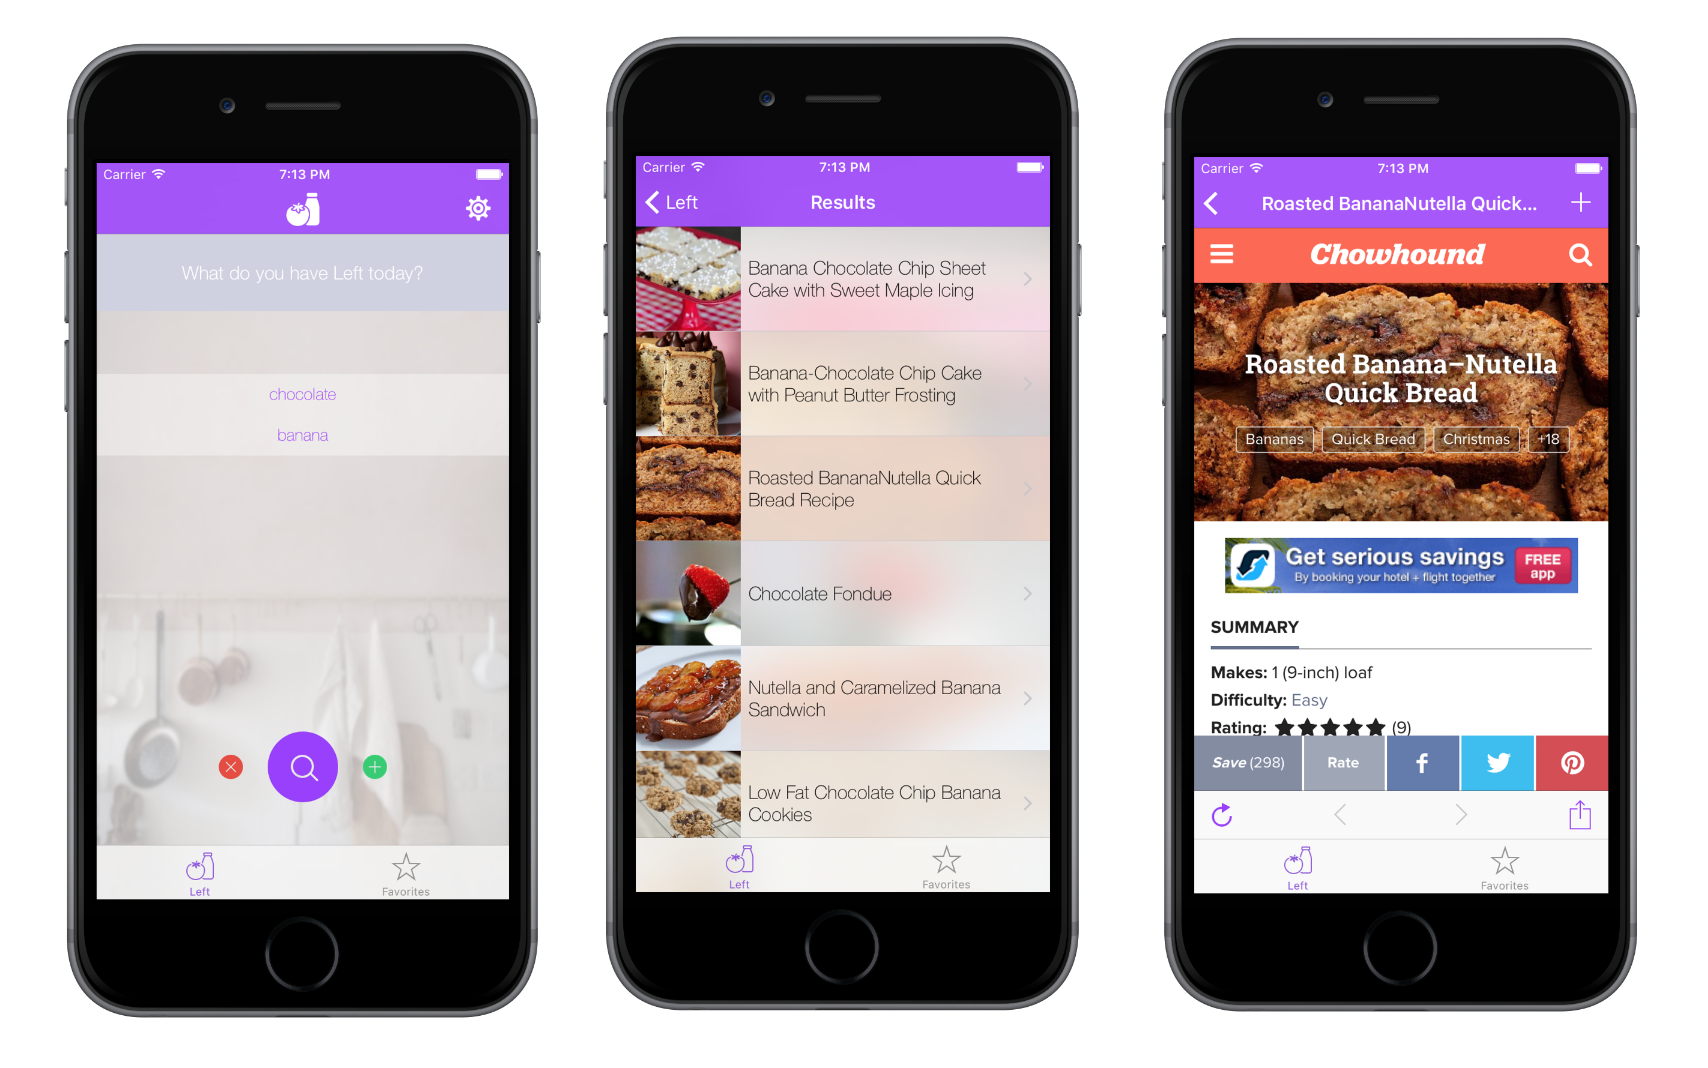 Carrier
7:13 PM
What do you have Left today?
chocolate
banana
Left
Favorites
Carrier
7:13 PM
Left
Results
Banana Chocolate Chip Sheet
Cake with Sweet Maple Icing
Banana-Chocolate Chip Cake
with Peanut Butter Frosting
Roasted BananaNutella Quick
Bread Recipe
Chocolate Fondue
Nutella and Caramelized Banana
Sandwich
Low Fat Chocolate Chip Banana
Cookies
Left
Favorites
Carrier
7:13 PM
Roasted BananaNutella Quick...
Chowhound
Roasted Banana–Nutella
Quick Bread
Bananas
Quick Bread
Christmas
+18
Get serious savings
By booking your hotel + flight together
FREE
app
SUMMARY
Makes: 1 (9-inch) loaf
Difficulty: Easy
Rating: ★★★★★ (9)
Save (298)
Rate
Left
Favorites